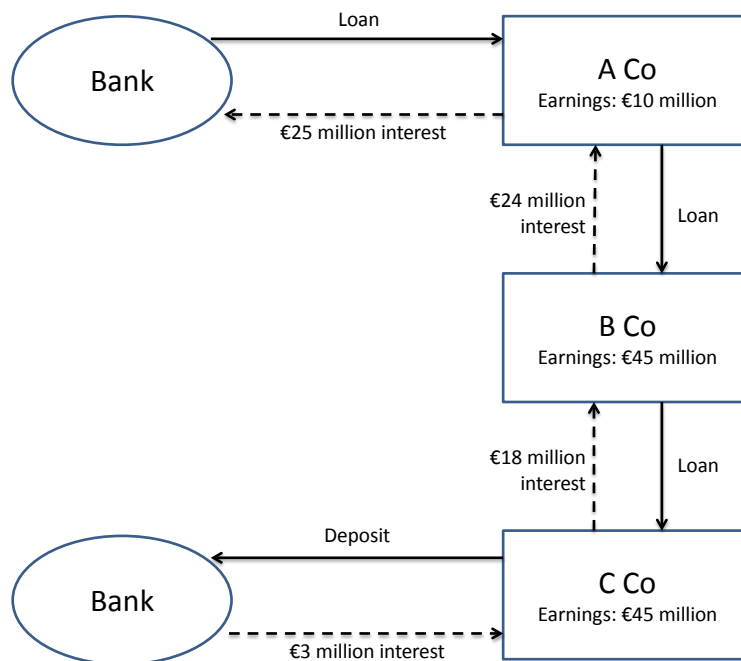 Loan
Bank
A Co
Earnings: €10 million
€25 million interest
€24 million
interest
Loan
B Co
Earnings: €45 million
€18 million
interest
Loan
Deposit
Bank
C Co
Earnings: €45 million
€3 million interest